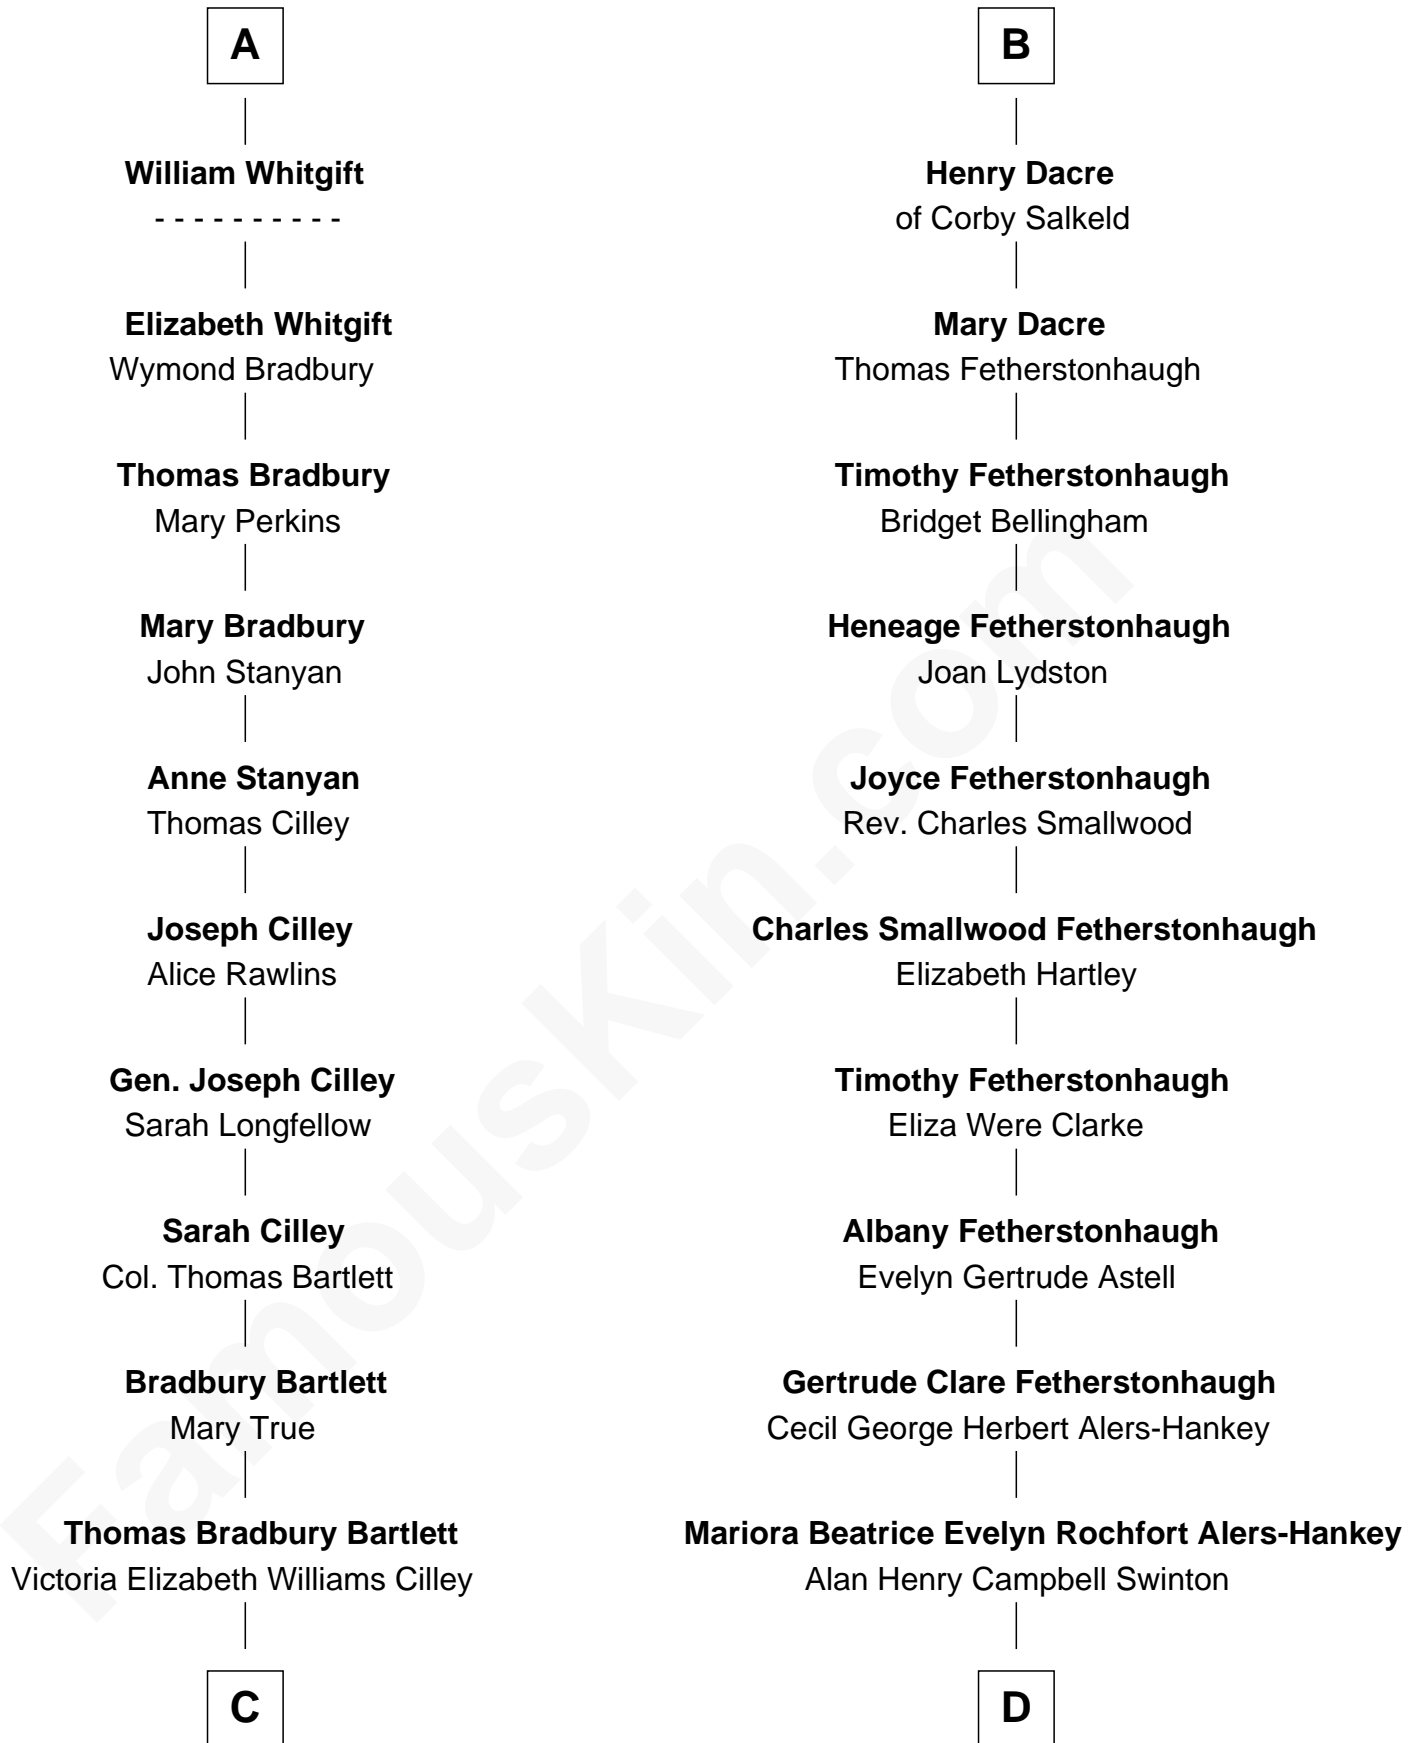 A
William Whitgift
- - - - - - - - - -
Elizabeth Whitgift
Wymond Bradbury
Thomas Bradbury
Mary Perkins
Mary Bradbury
John Stanyan
Anne Stanyan
Thomas Cilley
Joseph Cilley
Alice Rawlins
Gen. Joseph Cilley
Sarah Longfellow
Sarah Cilley
Col. Thomas Bartlett
Bradbury Bartlett
Mary True
Thomas Bradbury Bartlett
Victoria Elizabeth Williams Cilley
C
B
Henry Dacre
of Corby Salkeld
Mary Dacre
Thomas Fetherstonhaugh
Timothy Fetherstonhaugh
Bridget Bellingham
Heneage Fetherstonhaugh
Joan Lydston
Joyce Fetherstonhaugh
Rev. Charles Smallwood
Charles Smallwood Fetherstonhaugh
Elizabeth Hartley
Timothy Fetherstonhaugh
Eliza Were Clarke
Albany Fetherstonhaugh
Evelyn Gertrude Astell
Gertrude Clare Fetherstonhaugh
Cecil George Herbert Alers-Hankey
Mariora Beatrice Evelyn Rochfort Alers-Hankey
Alan Henry Campbell Swinton
D
FamousKin.com